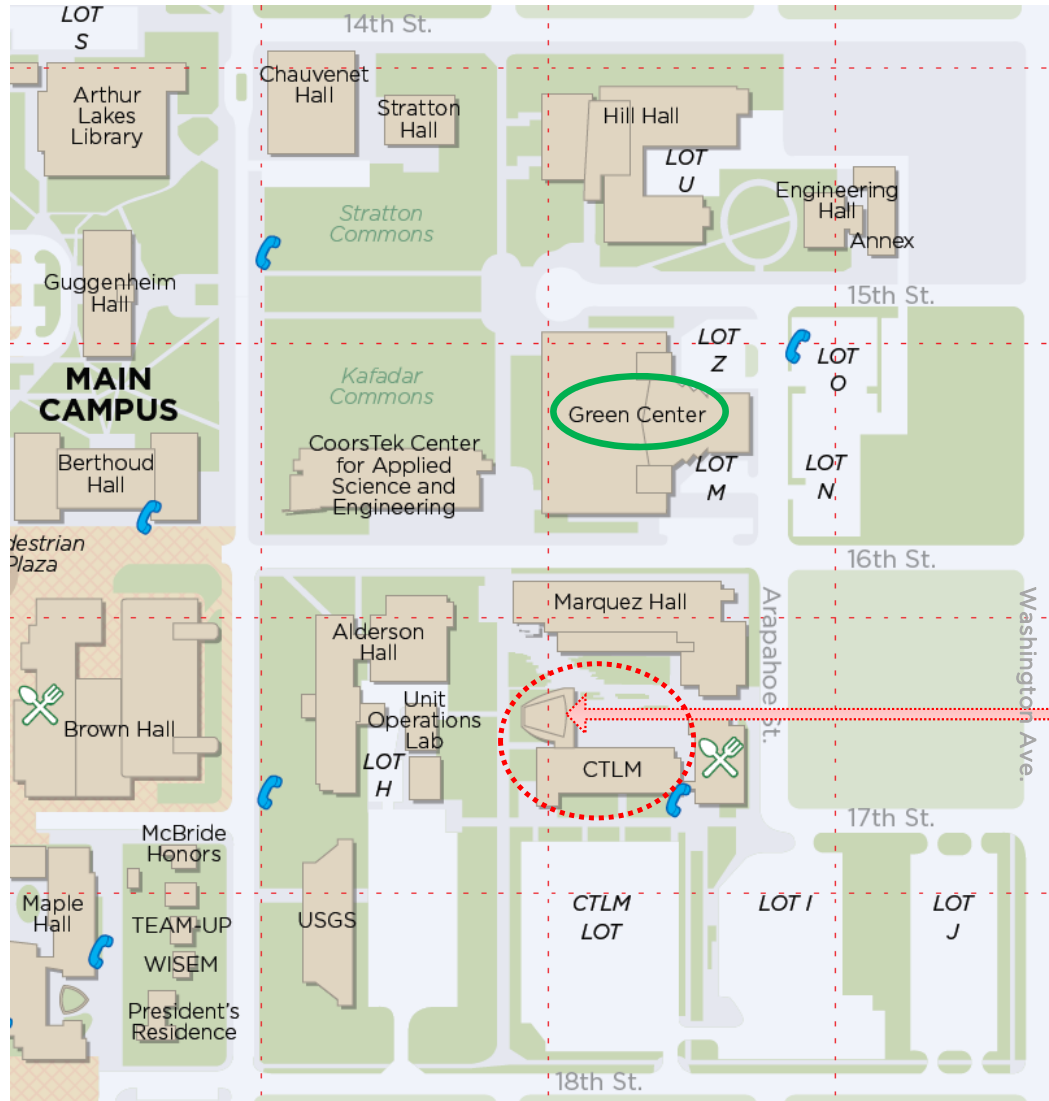 LOT
S
14th St.
Arthur
Lakes
Library
Chauvenet
Hall
Stratton
Hall
Hill Hall
LOT
U
Engineering
Hall
Annex
Stratton
Commons
Guggenheim
Hall
15th St.
MAIN
CAMPUS
Kafadar
Commons
LOT
Z
LOT
O
Green Center
Berthoud
Hall
CoorsTek Center
for Applied
Science and
Engineering
LOT
M
LOT
N
destrian
Plaza
16th St.
Marquez Hall
Arapahoe St.
Washington Ave.
Alderson
Hall
Unit
Operations
Lab
Brown Hall
LOT
H
CTLM
17th St.
McBride
Honors
Maple
Hall
TEAM-UP
WISEM
President's
Residence
USGS
CTLM
LOT
LOT I
LOT
J
18th St.